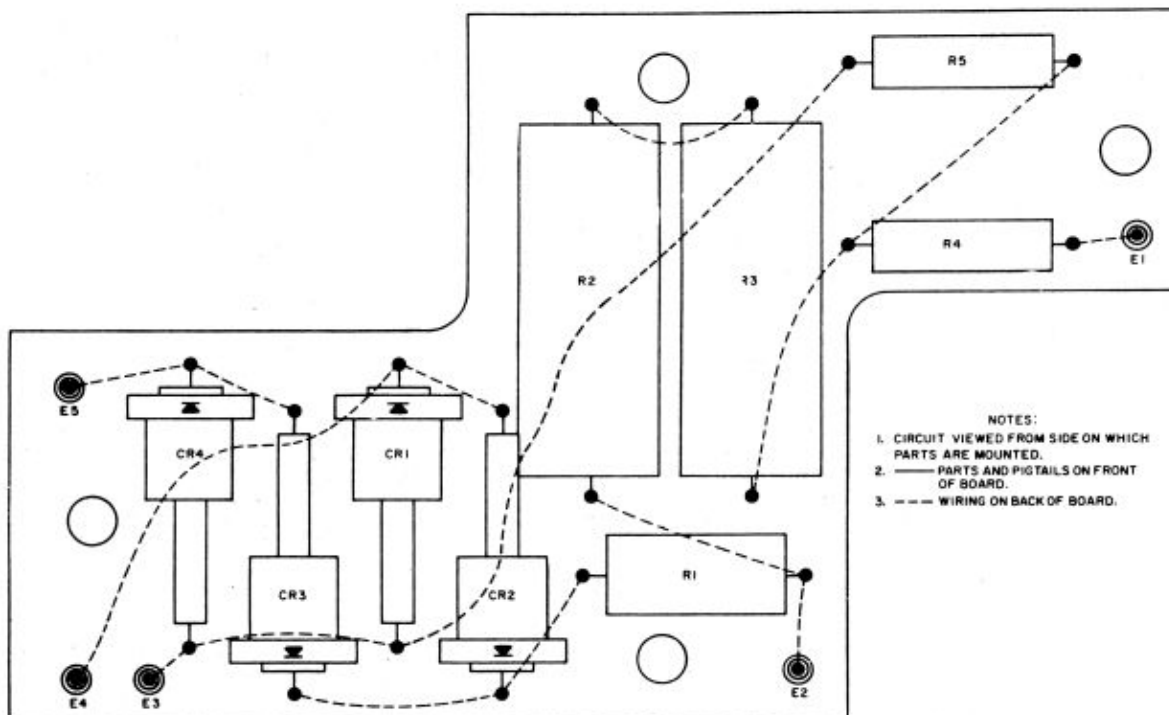 R5
R4
E1
R2
R3
E5
CR4
CR1
NOTES:
1. CIRCUIT VIEWED FROM SIDE ON WHICH
PARTS ARE MOUNTED.
2. —— PARTS AND PIGTAILS ON FRONT
OF BOARD.
3. --- WIRING ON BACK OF BOARD.
R1
CR3
CR2
E4
E3
E2